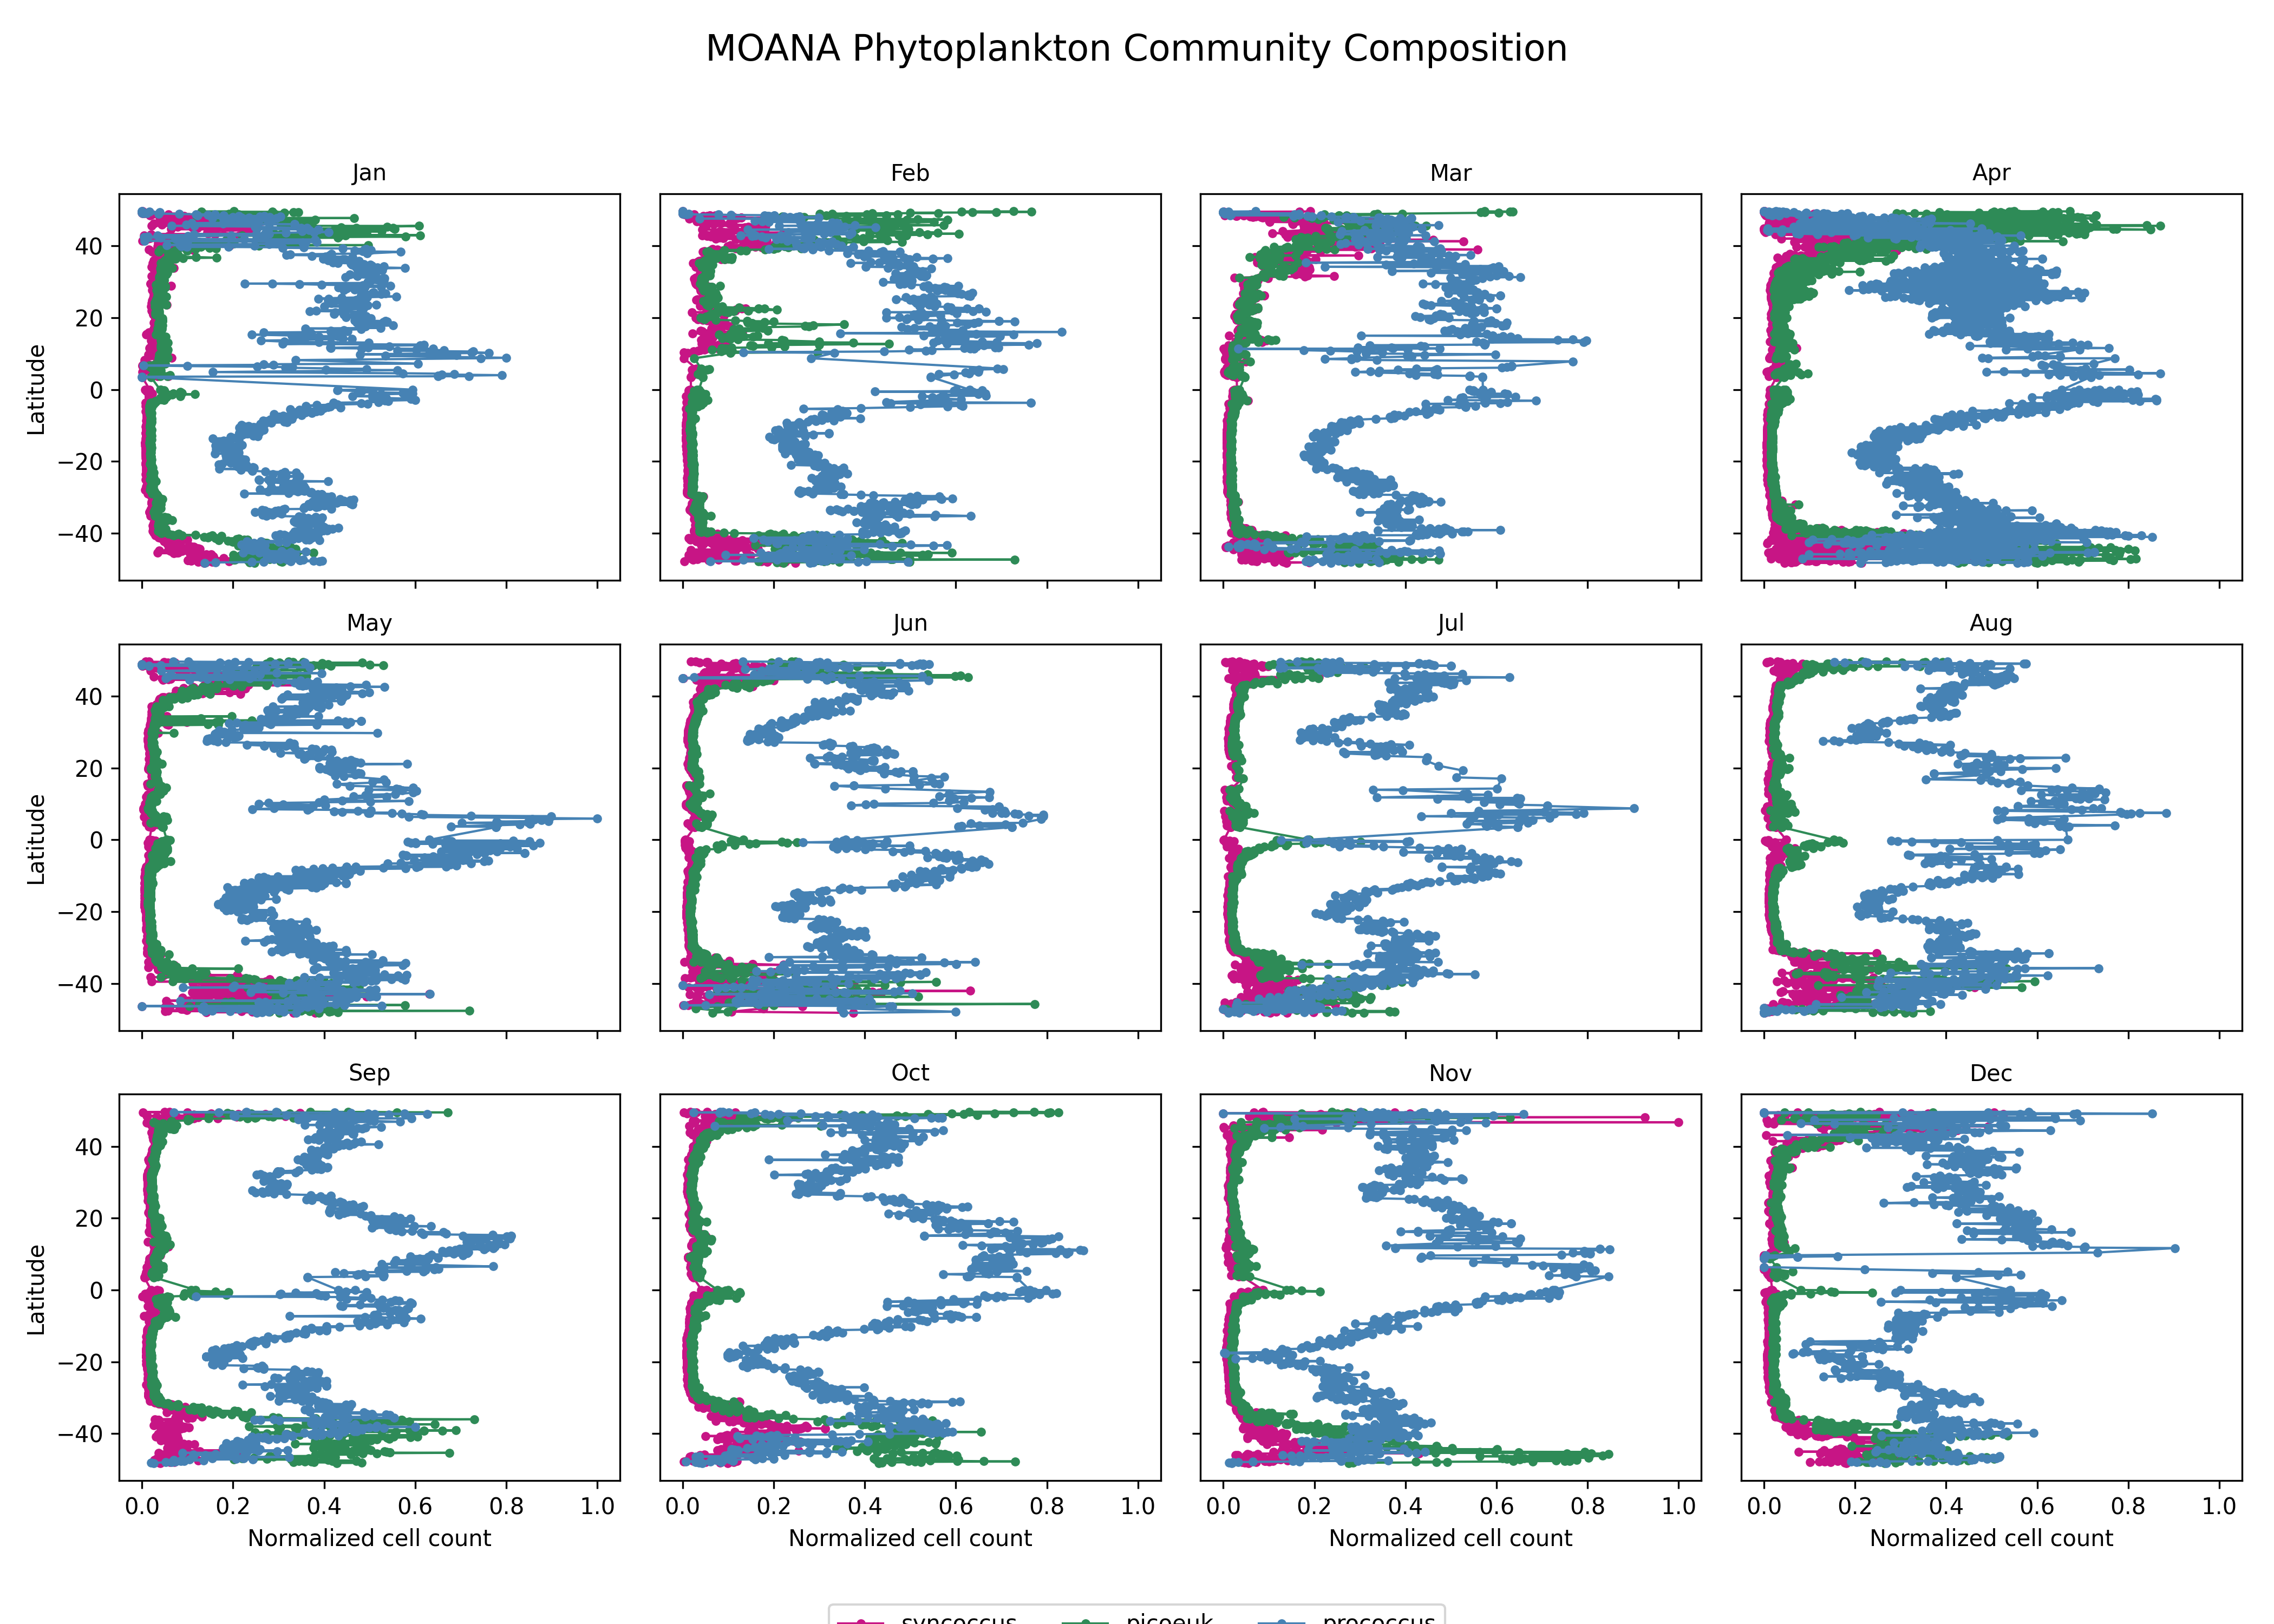 MOANA Phytoplankton Community Composition
Jan Feb Mar Apr
40
20
0
−20
−40
Latitude
May Jun Jul Aug
40
20
0
−20
−40
Latitude
Sep Oct Nov Dec
40
20
0
−20
−40
Latitude
0.0 0.2 0.4 0.6 0.8 1.0 0.0 0.2 0.4 0.6 0.8 1.0 0.0 0.2 0.4 0.6 0.8 1.0 0.0 0.2 0.4 0.6 0.8 1.0
Normalized cell count Normalized cell count Normalized cell count Normalized cell count
syncoccus picoeuk prococcus